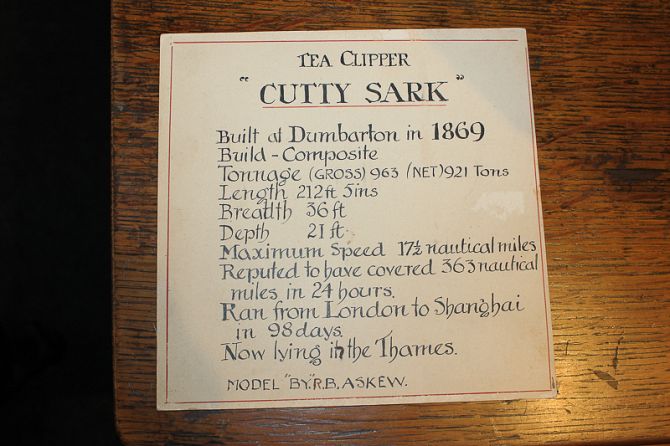 TEA CLIPPER
"CUTTY SARK"
Built at Dumbarton in 1869
Build - Composite
Tonnage (GROSS) 963 (NET) 921 Tons
Length 212ft 5ins
Breadth 36 ft
Depth 21 ft
Maximum Speed 17½ nautical miles
Reputed to have covered 363 nautical
miles in 24 hours.
Ran from London to Shanghai
in 98 days.
Now lying in the Thames.
MODEL "BY" R.B. ASKEW.